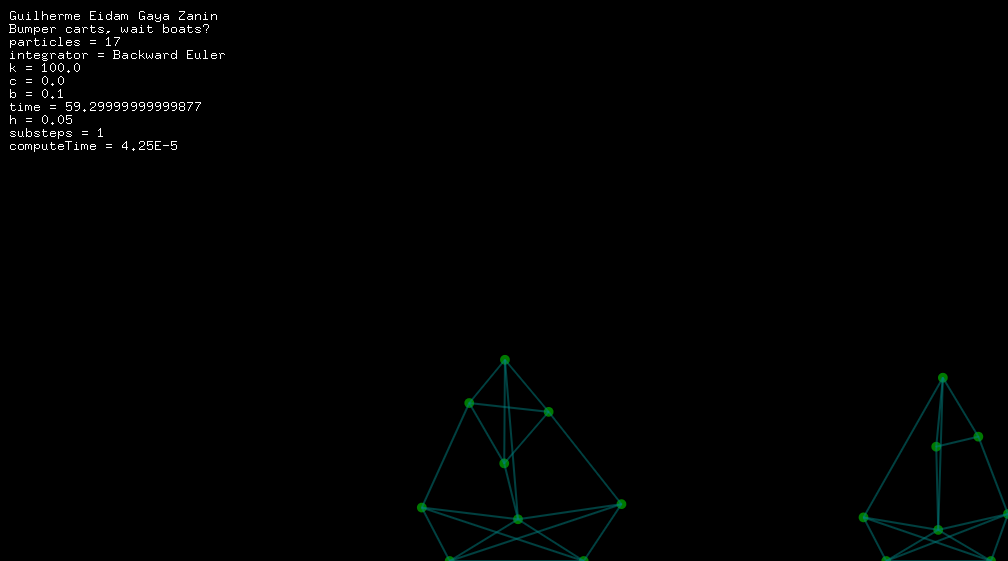 Guilherme Eidam Gaya Zanin
Bumper carts, wait boats?
particles = 17
integrator = Backward Euler
k = 100.0
c = 0.0
b = 0.1
time = 59.29999999999877
h = 0.05
substeps = 1
computeTime = 4.25E-5